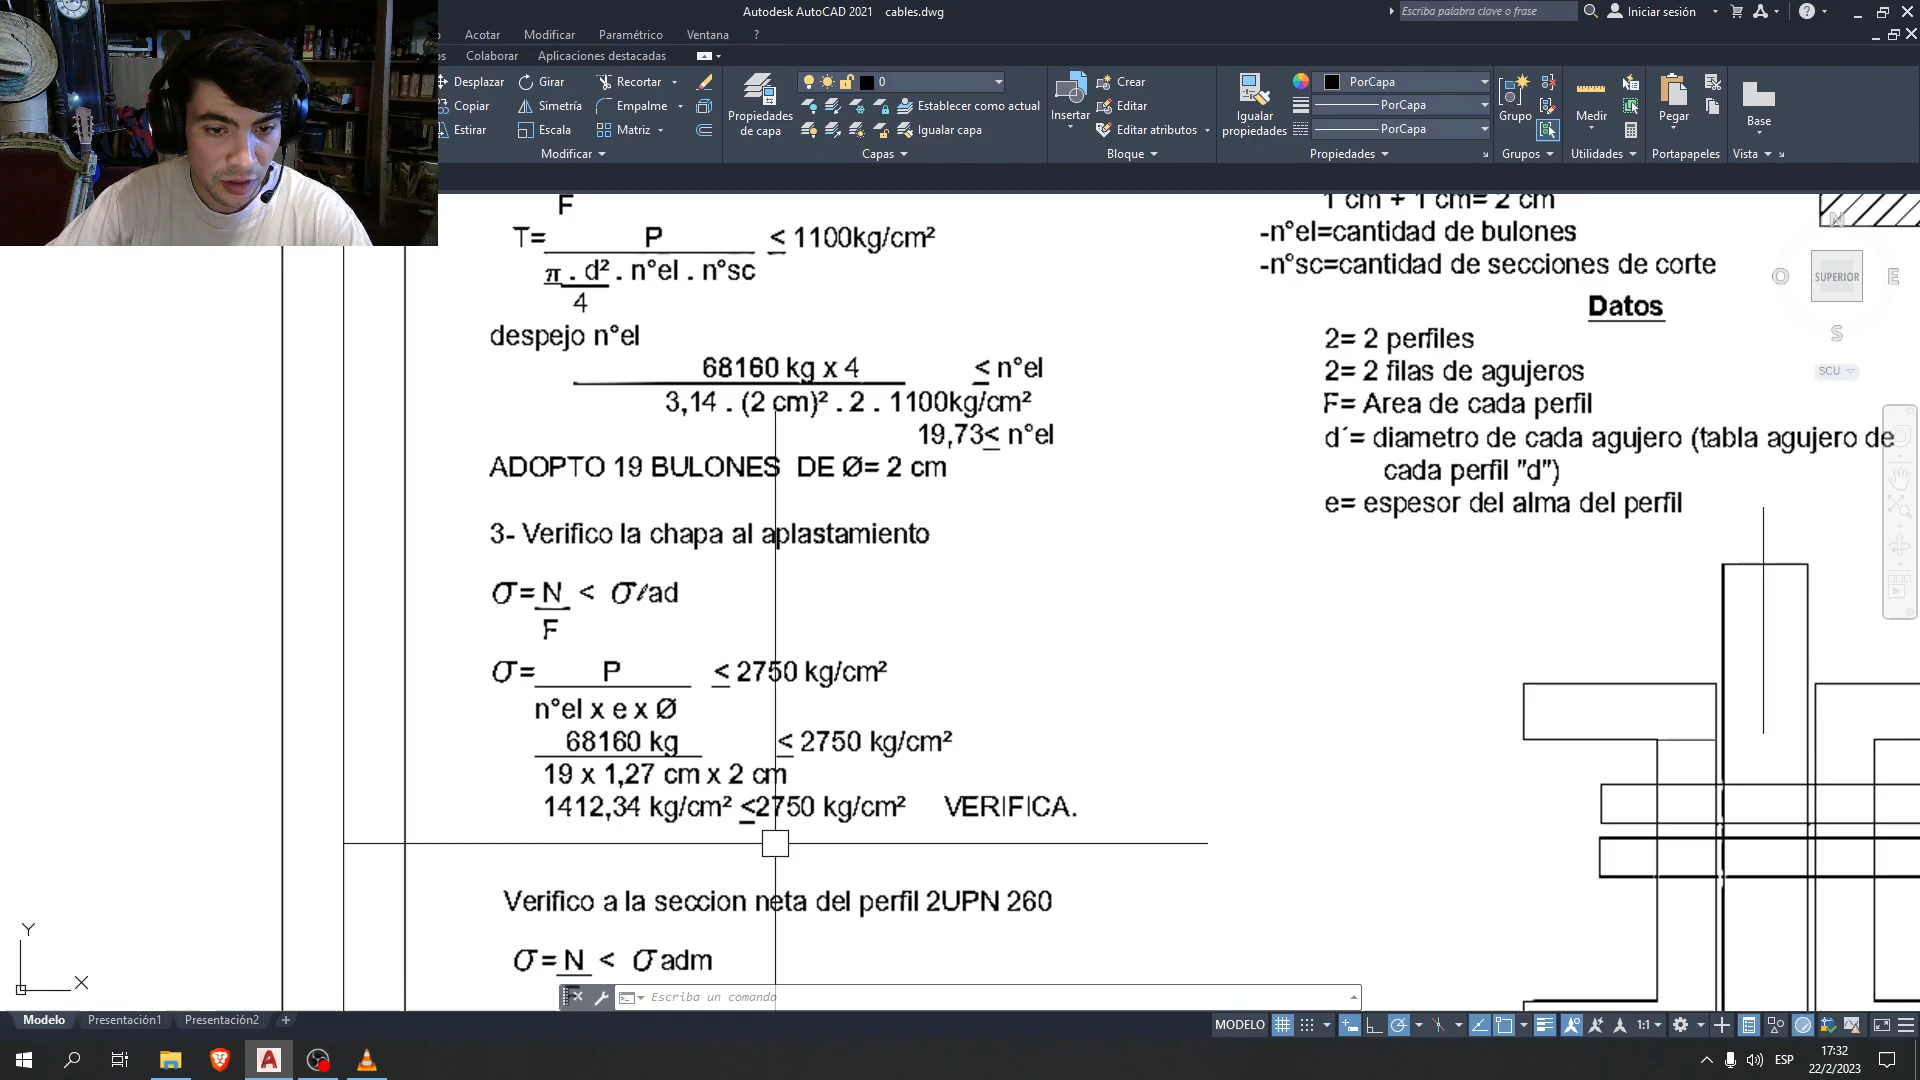 Autodesk AutoCAD 2021 cables.dwg
Escriba palabra clave o frase
Iniciar sesión
Acotar Modificar Paramétrico Ventana ?
Colaborar Aplicaciones destacadas
Desplazar Girar Recortar
Copiar Simetría Empalme
Estirar Escala Matriz
Modificar
Propiedades de capa
0
Establecer como actual
Igualar capa
Capas
Insertar
Crear
Editar
Editar atributos
Bloque
Igualar propiedades
PorCapa
PorCapa
PorCapa
Propiedades
Grupo
Grupos
Medir
Utilidades
Pegar
Portapapeles
Base
Vista
F
T= P ≤ 1100kg/cm²
π . d² . n°el . n°sc
4
despejo n°el
68160 kg x 4 ≤ n°el
3,14 . (2 cm)² . 2 . 1100kg/cm²
19,73≤ n°el
ADOPTO 19 BULONES DE Ø= 2 cm
3- Verifico la chapa al aplastamiento
σ= N < σ/ad
F
σ= P ≤ 2750 kg/cm²
n°el x e x Ø
68160 kg ≤ 2750 kg/cm²
19 x 1,27 cm x 2 cm
1412,34 kg/cm² ≤2750 kg/cm² VERIFICA.
Verifico a la seccion neta del perfil 2UPN 260
σ= N < σadm
1 cm + 1 cm= 2 cm
-n°el=cantidad de bulones
-n°sc=cantidad de secciones de corte
Datos
2= 2 perfiles
2= 2 filas de agujeros
F= Area de cada perfil
d´= diametro de cada agujero (tabla agujero de
cada perfil "d")
e= espesor del alma del perfil
N
O SUPERIOR E
S
SCU
Y
X
Escriba un comando
Modelo Presentación1 Presentación2 +
MODELO 1:1
ESP
17:32
22/2/2023